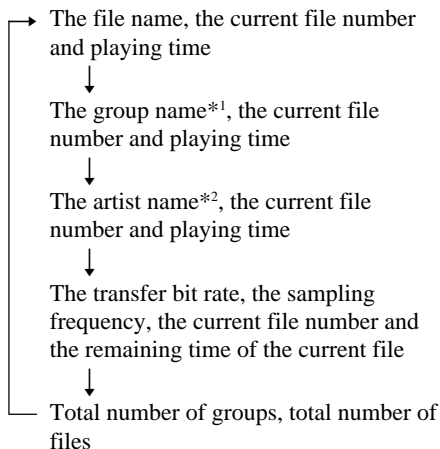 The file name, the current file number
and playing time
The group name*1, the current file
number and playing time
The artist name*2, the current file
number and playing time
The transfer bit rate, the sampling
frequency, the current file number and
the remaining time of the current file
Total number of groups, total number of
files